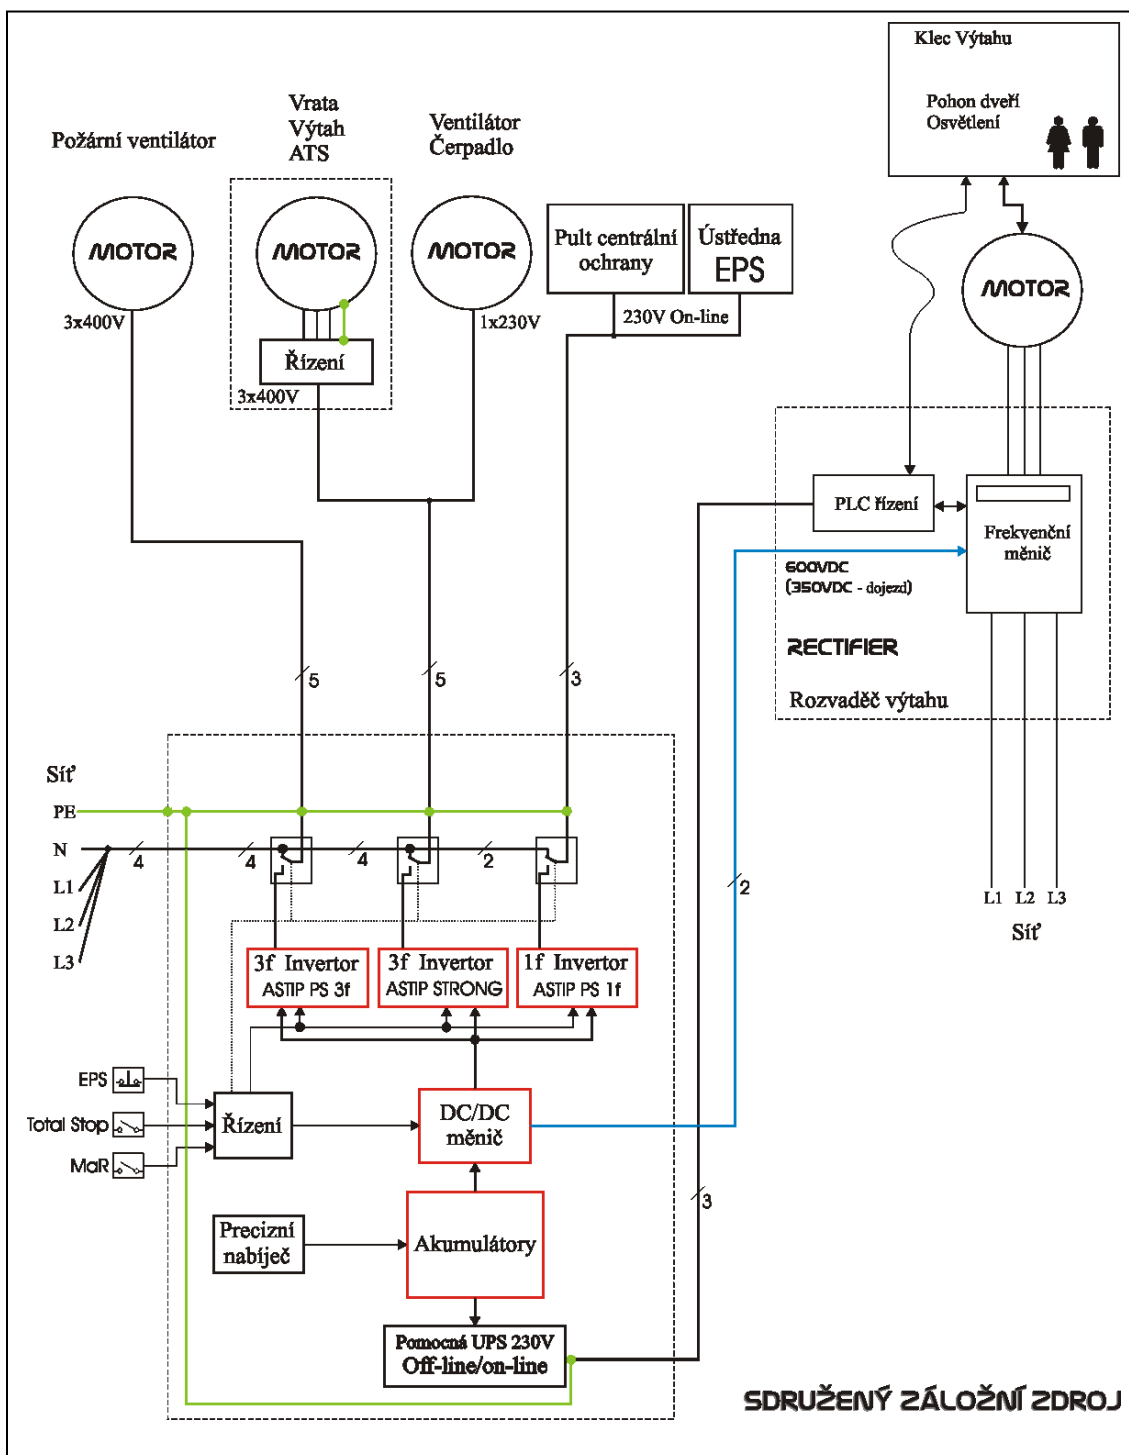 Klec Výtahu
Pohon dveří
Osvětlení
Požární ventilátor
Vrata
Výtah
ATS
Ventilátor
Čerpadlo
MOTOR
MOTOR
MOTOR
Pult centrální
ochrany
Ústředna
EPS
MOTOR
3x400V
1x230V
230V On-line
Řízení
3x400V
PLC řízení
Frekvenční
měnič
600VDC
(350VDC - dojezd)
RECTIFIER
Rozvaděč výtahu
5
5
3
Síť
PE
N
4
4
4
2
2
L1
L2
L3
L1
L2
L3
Síť
3f Invertor
ASTIP PS 3f
3f Invertor
ASTIP STRONG
1f Invertor
ASTIP PS 1f
EPS
Total Stop
MaR
Řízení
DC/DC
měnič
3
Precizní
nabíječ
Akumulátory
Pomocná UPS 230V
Off-line/on-line
SDRUŽENÝ ZÁLOŽNÍ ZDROJ